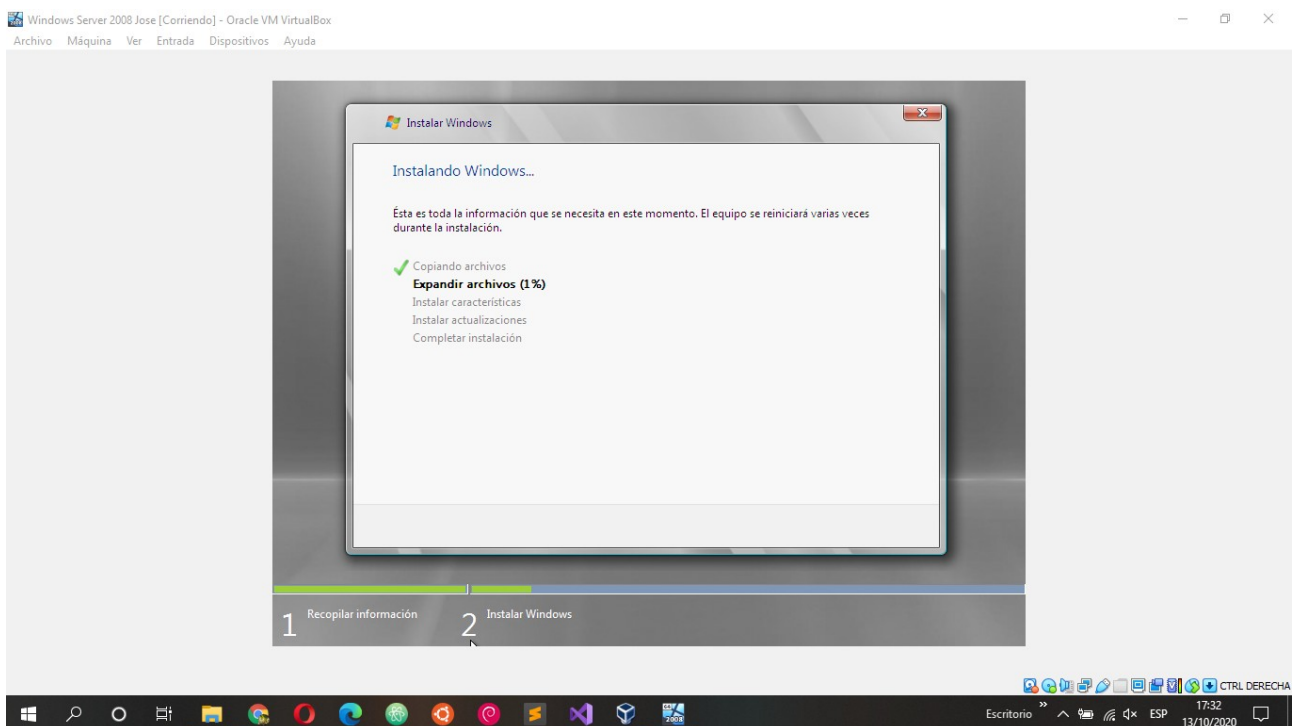 Windows Server 2008 Jose [Corriendo] - Oracle VM VirtualBox
Archivo Máquina Ver Entrada Dispositivos Ayuda
Instalar Windows
Instalando Windows...
Ésta es toda la información que se necesita en este momento. El equipo se reiniciará varias veces
durante la instalación.
Copiando archivos
Expandir archivos (1%)
Instalar características
Instalar actualizaciones
Completar instalación
1 Recopilar información 2 Instalar Windows
CTRL DERECHA
Escritorio » ESP 17:32
13/10/2020
2008